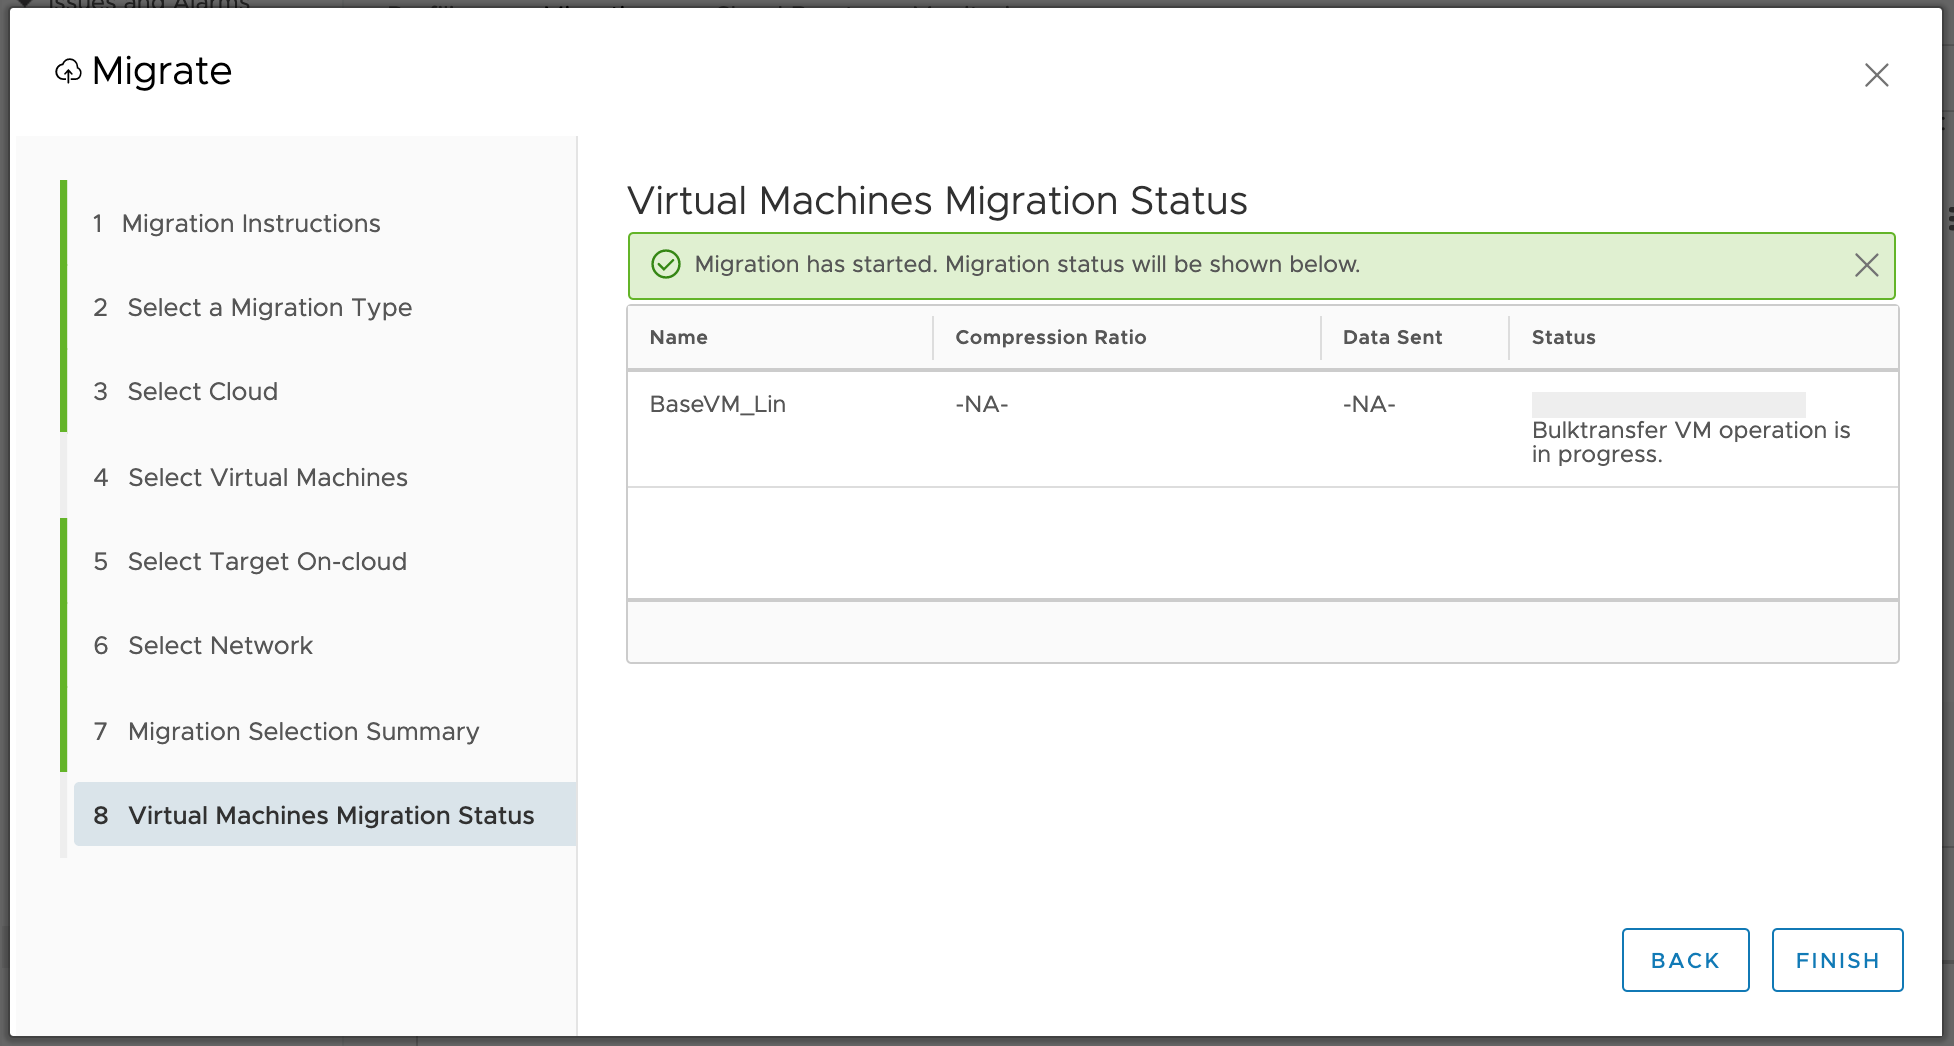 Issues and Alarms
Migrate
1 Migration Instructions
2 Select a Migration Type
3 Select Cloud
4 Select Virtual Machines
5 Select Target On-cloud
6 Select Network
7 Migration Selection Summary
8 Virtual Machines Migration Status
Virtual Machines Migration Status
Migration has started. Migration status will be shown below.
Name Compression Ratio Data Sent Status
BaseVM_Lin -NA- -NA-
Bulktransfer VM operation is
in progress.
BACK FINISH